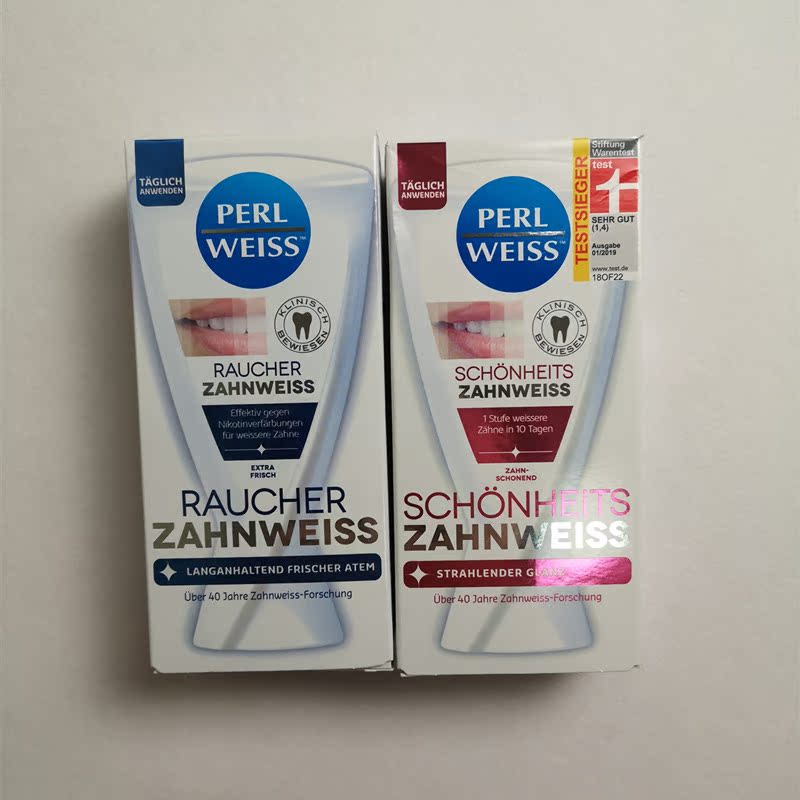 TÄGLICH
ANWENDEN
PERL
WEISS™
KLINISCH
BEWIESEN
RAUCHER
ZAHNWEISS
Effektiv gegen
Nikotinverfärbungen
für weissere Zähne
EXTRA
FRISCH
RAUCHER
ZAHNWEISS
LANGANHALTEND FRISCHER ATEM
Über 40 Jahre Zahnweiss-Forschung
TÄGLICH
ANWENDEN
PERL
WEISS™
TESTSIEGER
Stiftung
Warentest
test
1
SEHR GUT
(1,4)
Ausgabe
01/2019
www.test.de
18OF22
KLINISCH
BEWIESEN
SCHÖNHEITS
ZAHNWEISS
1 Stufe weissere
Zähne in 10 Tagen
ZAHN-
SCHONEND
SCHÖNHEITS
ZAHNWEISS
STRAHLENDER GLANZ
Über 40 Jahre Zahnweiss-Forschung